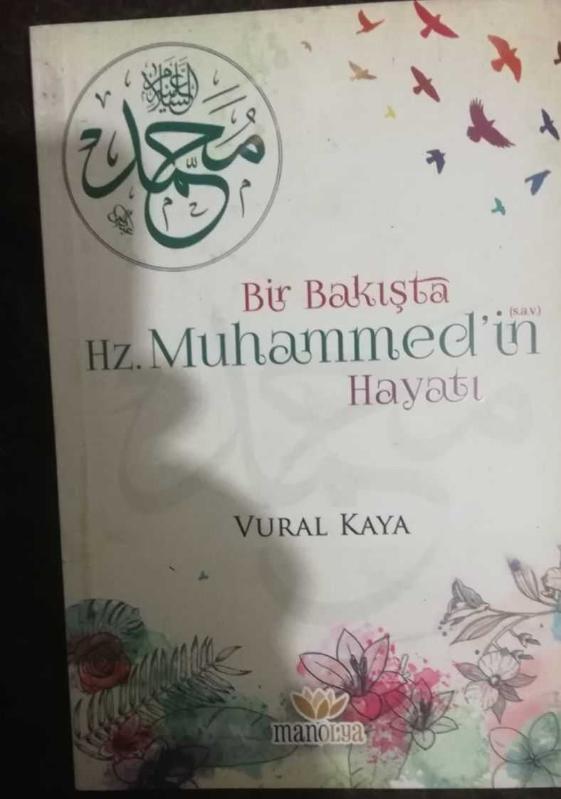 عليه السلام
محمد
Bir Bakışta
(s.a.v.)
Hz. Muhammed'in
Hayatı
VURAL KAYA
manolya